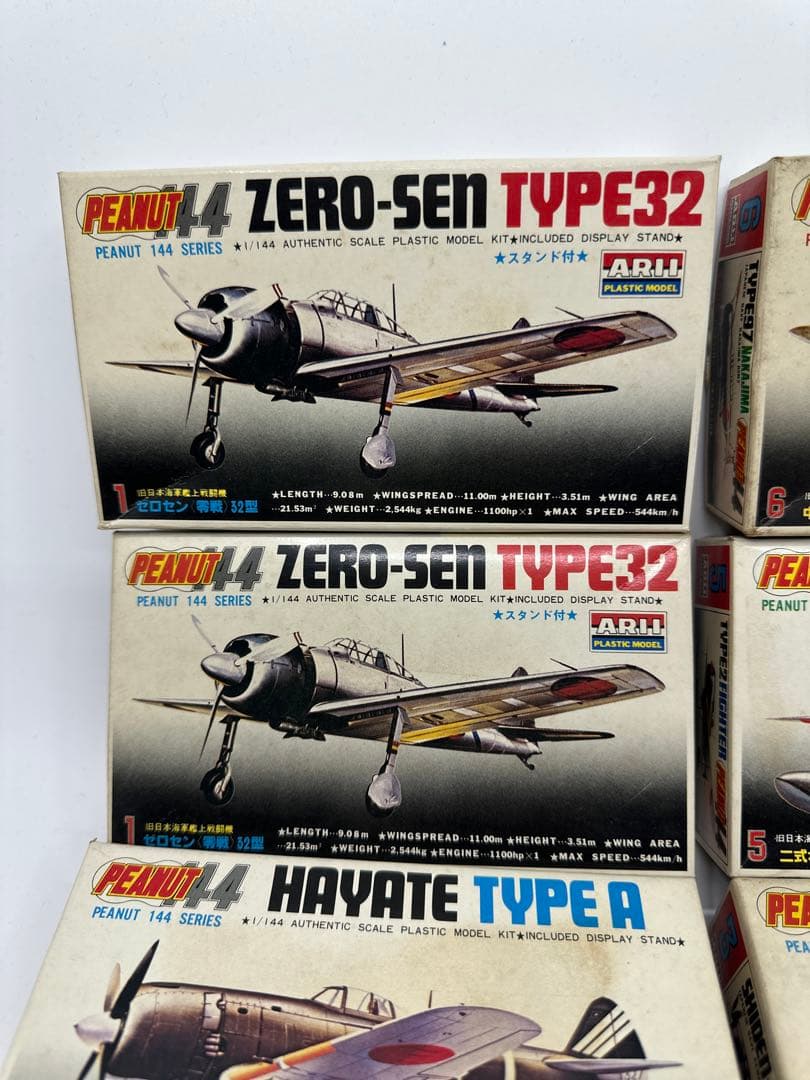 PEANUT 144 ZERO-SEN TYPE32
PEANUT 144 SERIES ★1/144 AUTHENTIC SCALE PLASTIC MODEL KIT★INCLUDED DISPLAY STAND★
★スタンド付★
ARII
PLASTIC MODEL
1 旧日本海軍艦上戦闘機
ゼロセン〈零戦〉32型
★LENGTH…9.08m ★WINGSPREAD…11.00m ★HEIGHT…3.51m ★WING AREA
…21.53m² ★WEIGHT…2,544kg ★ENGINE…1100hp×1 ★MAX SPEED…544km/h
PEANUT 144 ZERO-SEN TYPE32
PEANUT 144 SERIES ★1/144 AUTHENTIC SCALE PLASTIC MODEL KIT★INCLUDED DISPLAY STAND★
★スタンド付★
ARII
PLASTIC MODEL
1 旧日本海軍艦上戦闘機
ゼロセン〈零戦〉32型
★LENGTH…9.08m ★WINGSPREAD…11.00m ★HEIGHT…3.51m ★WING AREA
…21.53m² ★WEIGHT…2,544kg ★ENGINE…1100hp×1 ★MAX SPEED…544km/h
PEANUT 144 HAYATE TYPE A
PEANUT 144 SERIES ★1/144 AUTHENTIC SCALE PLASTIC MODEL KIT★INCLUDED DISPLAY STAND★
6
TYPE97 NAKAJIMA
PEANUT 144
6
5
TYPE2 FIGHTER
PEANUT 144
PEANUT
5
二式
3
SHIDEN